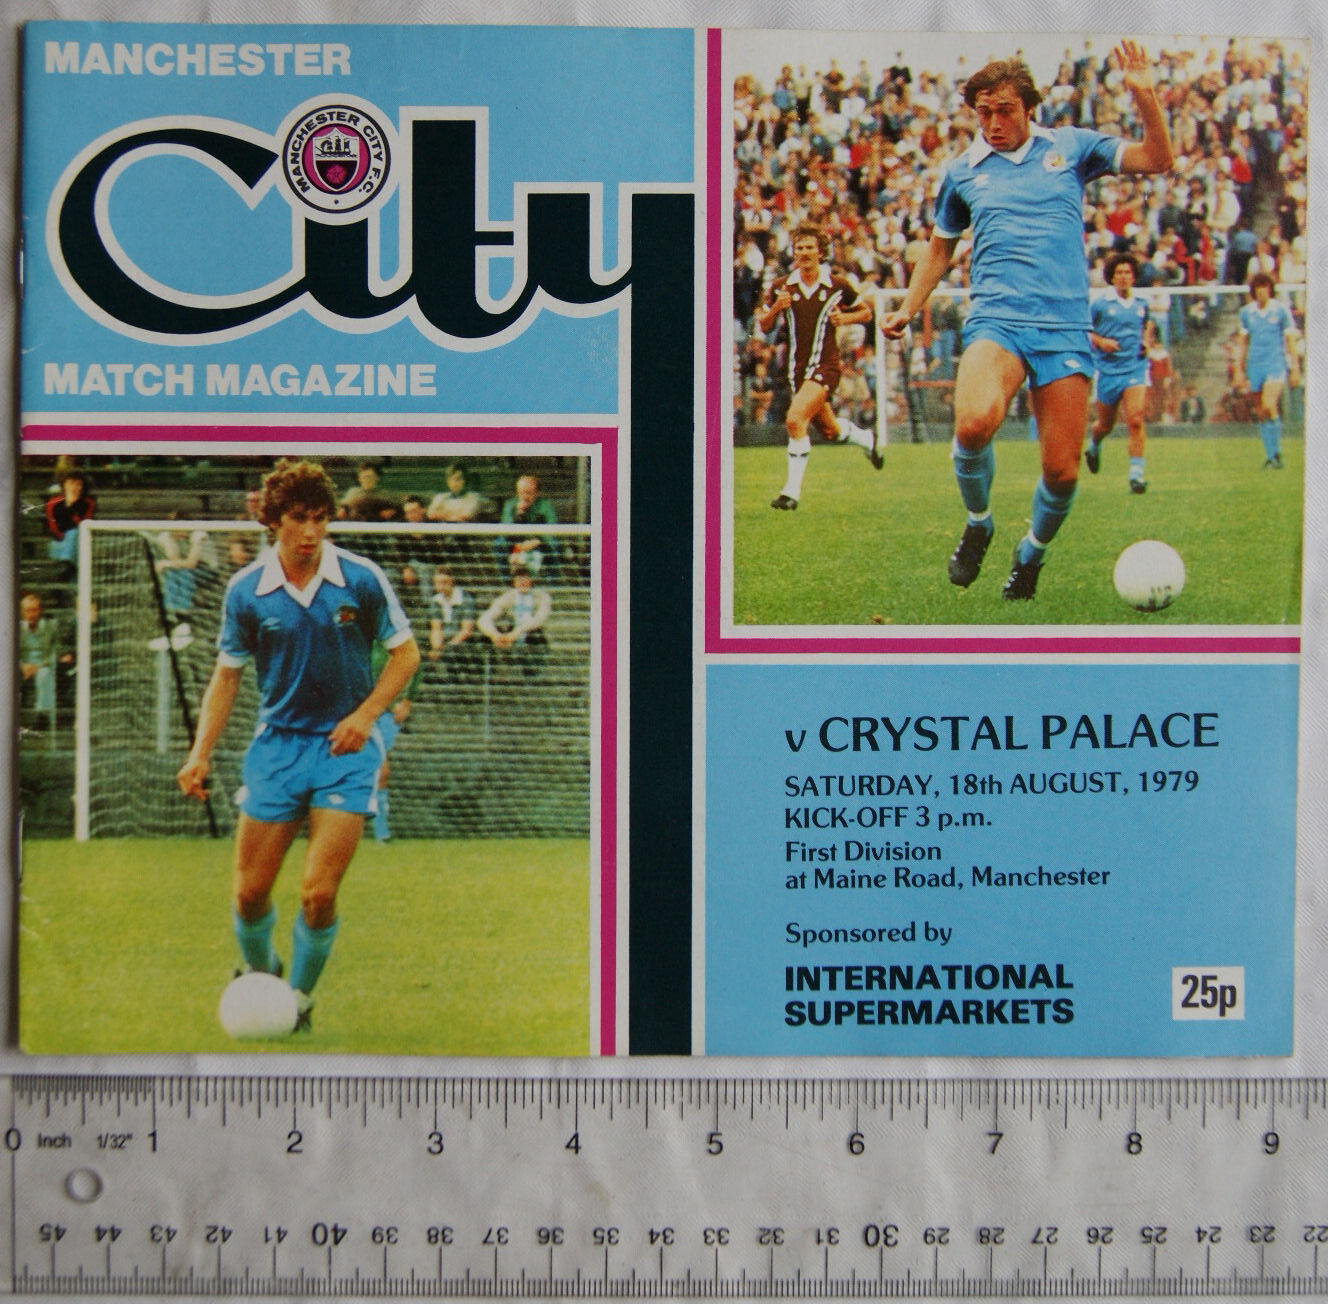 MANCHESTER
City
MANCHESTER CITY F.C.
MATCH MAGAZINE
v CRYSTAL PALACE
SATURDAY, 18th AUGUST, 1979
KICK-OFF 3 p.m.
First Division
at Maine Road, Manchester
Sponsored by
INTERNATIONAL
SUPERMARKETS
25p
0 Inch 1/32" 1 2 3 4 5 6 7 8 9
45 44 43 42 41 40 39 38 37 36 35 34 33 32 31 30 29 28 27 26 25 24 23 22